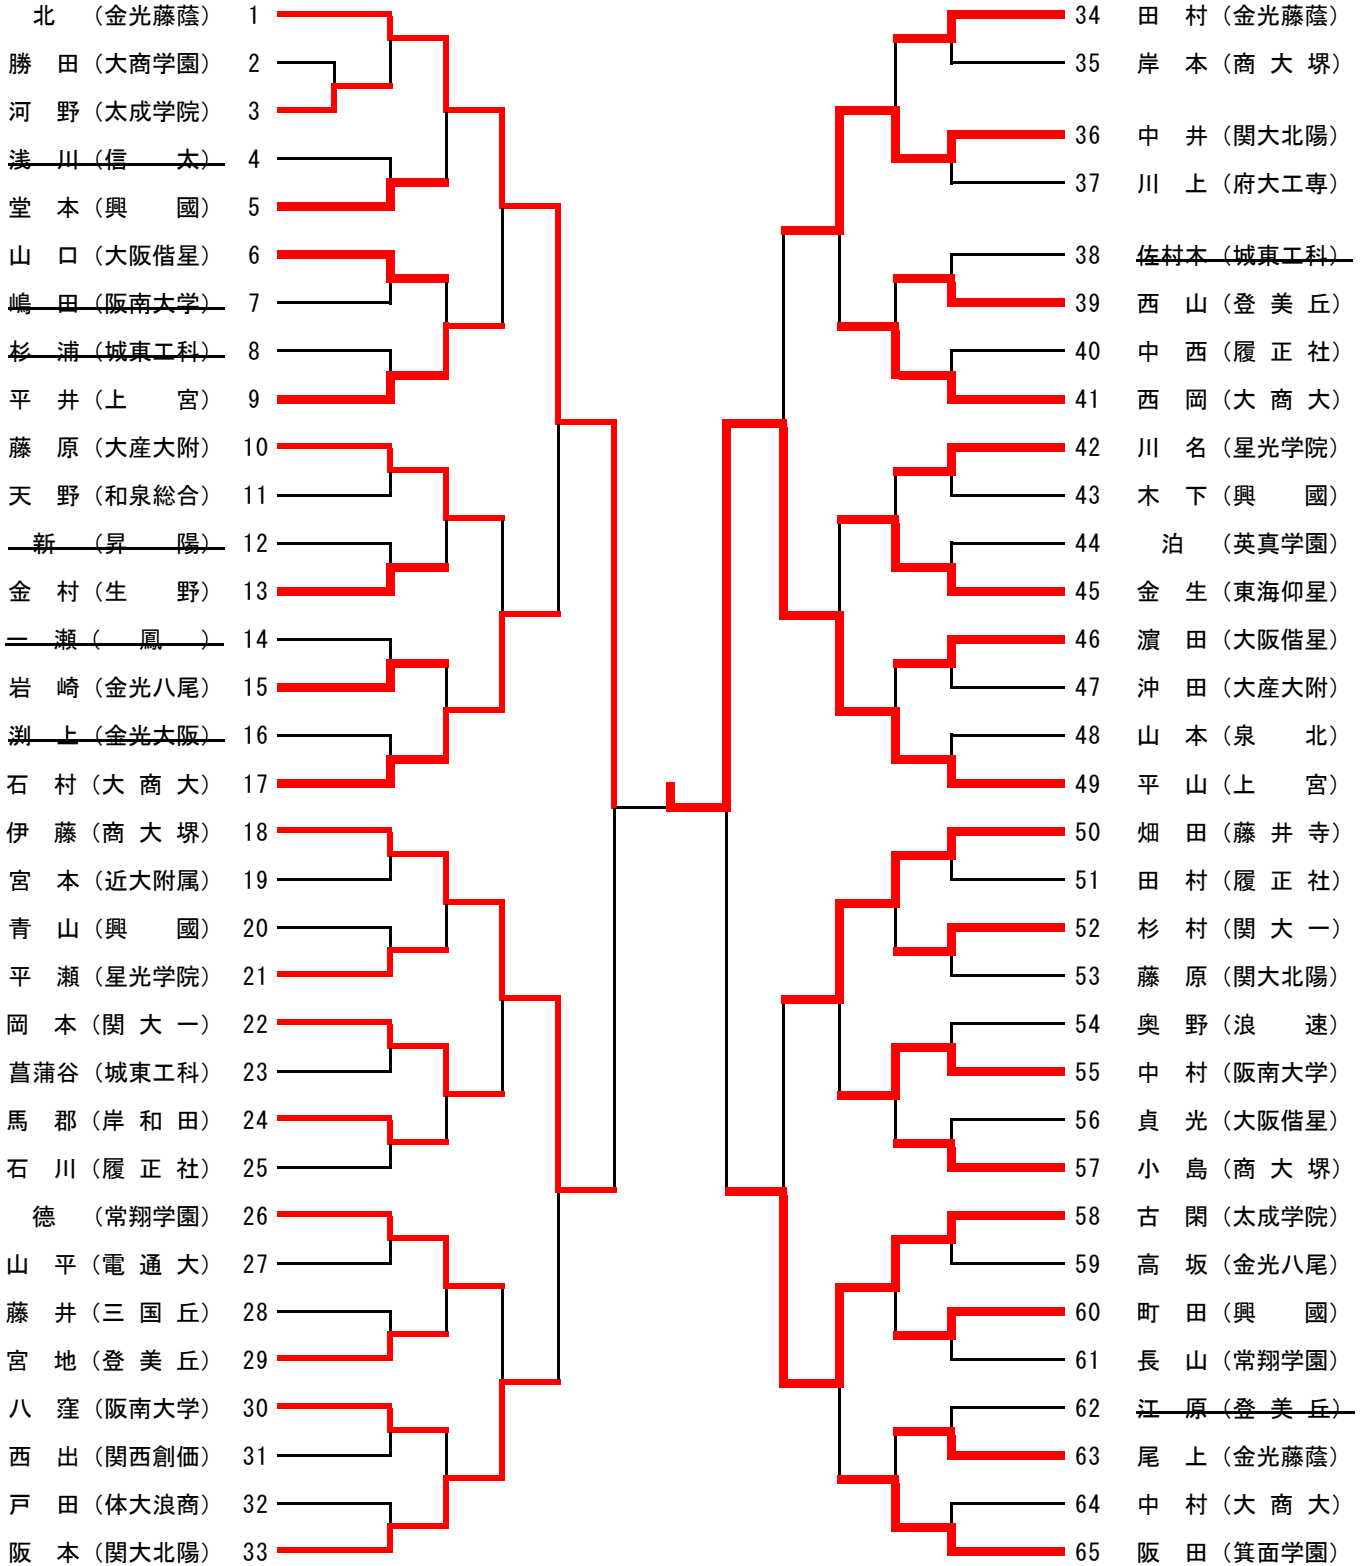 北 （金光藤蔭） 1
勝 田（大商学園） 2
河 野（太成学院） 3
浅 川（信 太） 4
堂 本（興 國） 5
山 口（大阪偕星） 6
嶋 田（阪南大学） 7
杉 浦（城東工科） 8
平 井（上 宮） 9
藤 原（大産大附） 10
天 野（和泉総合） 11
新 （昇 陽） 12
金 村（生 野） 13
一 瀬（ 鳳 ） 14
岩 崎（金光八尾） 15
渕 上（金光大阪） 16
石 村（大 商 大） 17
伊 藤（商 大 堺） 18
宮 本（近大附属） 19
青 山（興 國） 20
平 瀬（星光学院） 21
岡 本（関 大 一） 22
菖蒲谷（城東工科） 23
馬 郡（岸 和 田） 24
石 川（履 正 社） 25
德 （常翔学園） 26
山 平（電 通 大） 27
藤 井（三 国 丘） 28
宮 地（登 美 丘） 29
八 窪（阪南大学） 30
西 出（関西創価） 31
戸 田（体大浪商） 32
阪 本（関大北陽） 33
34 田 村（金光藤蔭）
35 岸 本（商 大 堺）
36 中 井（関大北陽）
37 川 上（府大工専）
38 佐村木（城東工科）
39 西 山（登 美 丘）
40 中 西（履 正 社）
41 西 岡（大 商 大）
42 川 名（星光学院）
43 木 下（興 國）
44 泊 （英真学園）
45 金 生（東海仰星）
46 濵 田（大阪偕星）
47 沖 田（大産大附）
48 山 本（泉 北）
49 平 山（上 宮）
50 畑 田（藤 井 寺）
51 田 村（履 正 社）
52 杉 村（関 大 一）
53 藤 原（関大北陽）
54 奥 野（浪 速）
55 中 村（阪南大学）
56 貞 光（大阪偕星）
57 小 島（商 大 堺）
58 古 閑（太成学院）
59 高 坂（金光八尾）
60 町 田（興 國）
61 長 山（常翔学園）
62 江 原（登 美 丘）
63 尾 上（金光藤蔭）
64 中 村（大 商 大）
65 阪 田（箕面学園）